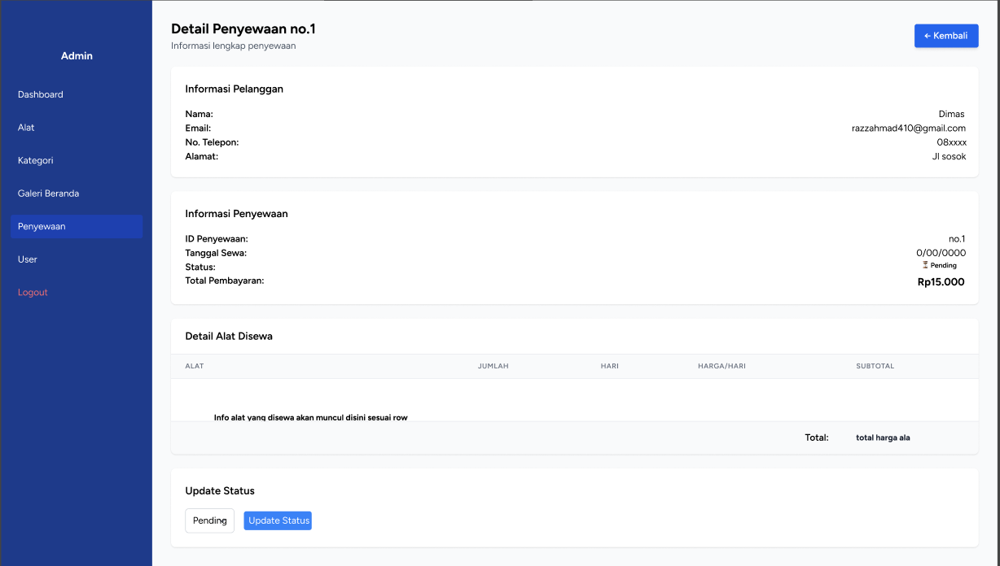 Admin
Dashboard
Alat
Kategori
Galeri Beranda
Penyewaan
User
Logout
Detail Penyewaan no.1
Informasi lengkap penyewaan
← Kembali
Informasi Pelanggan
Nama: Dimas
Email: razzahmad410@gmail.com
No. Telepon: 08xxxx
Alamat: Jl sosok
Informasi Penyewaan
ID Penyewaan: no.1
Tanggal Sewa: 0/00/0000
Status: ⏳ Pending
Total Pembayaran: Rp15.000
Detail Alat Disewa
ALAT JUMLAH HARI HARGA/HARI SUBTOTAL
Info alat yang disewa akan muncul disini sesuai row
Total: total harga ala
Update Status
Pending Update Status